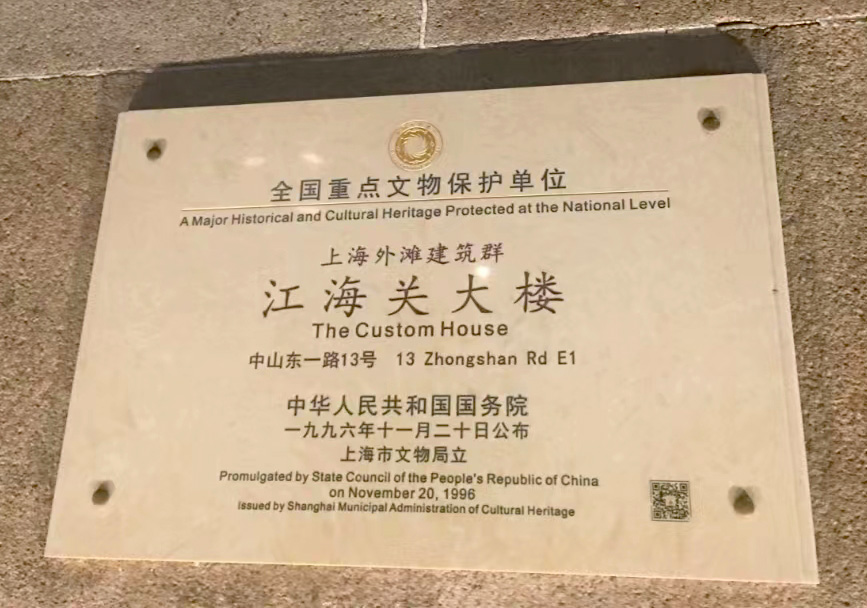 全国重点文物保护单位
A Major Historical and Cultural Heritage Protected at the National Level
上海外滩建筑群
江海关大楼
The Custom House
中山东一路13号 13 Zhongshan Rd E1
中华人民共和国国务院
一九九六年十一月二十日公布
上海市文物局立
Promulgated by State Council of the People's Republic of China
on November 20, 1996
issued by Shanghai Municipal Administration of Cultural Heritage